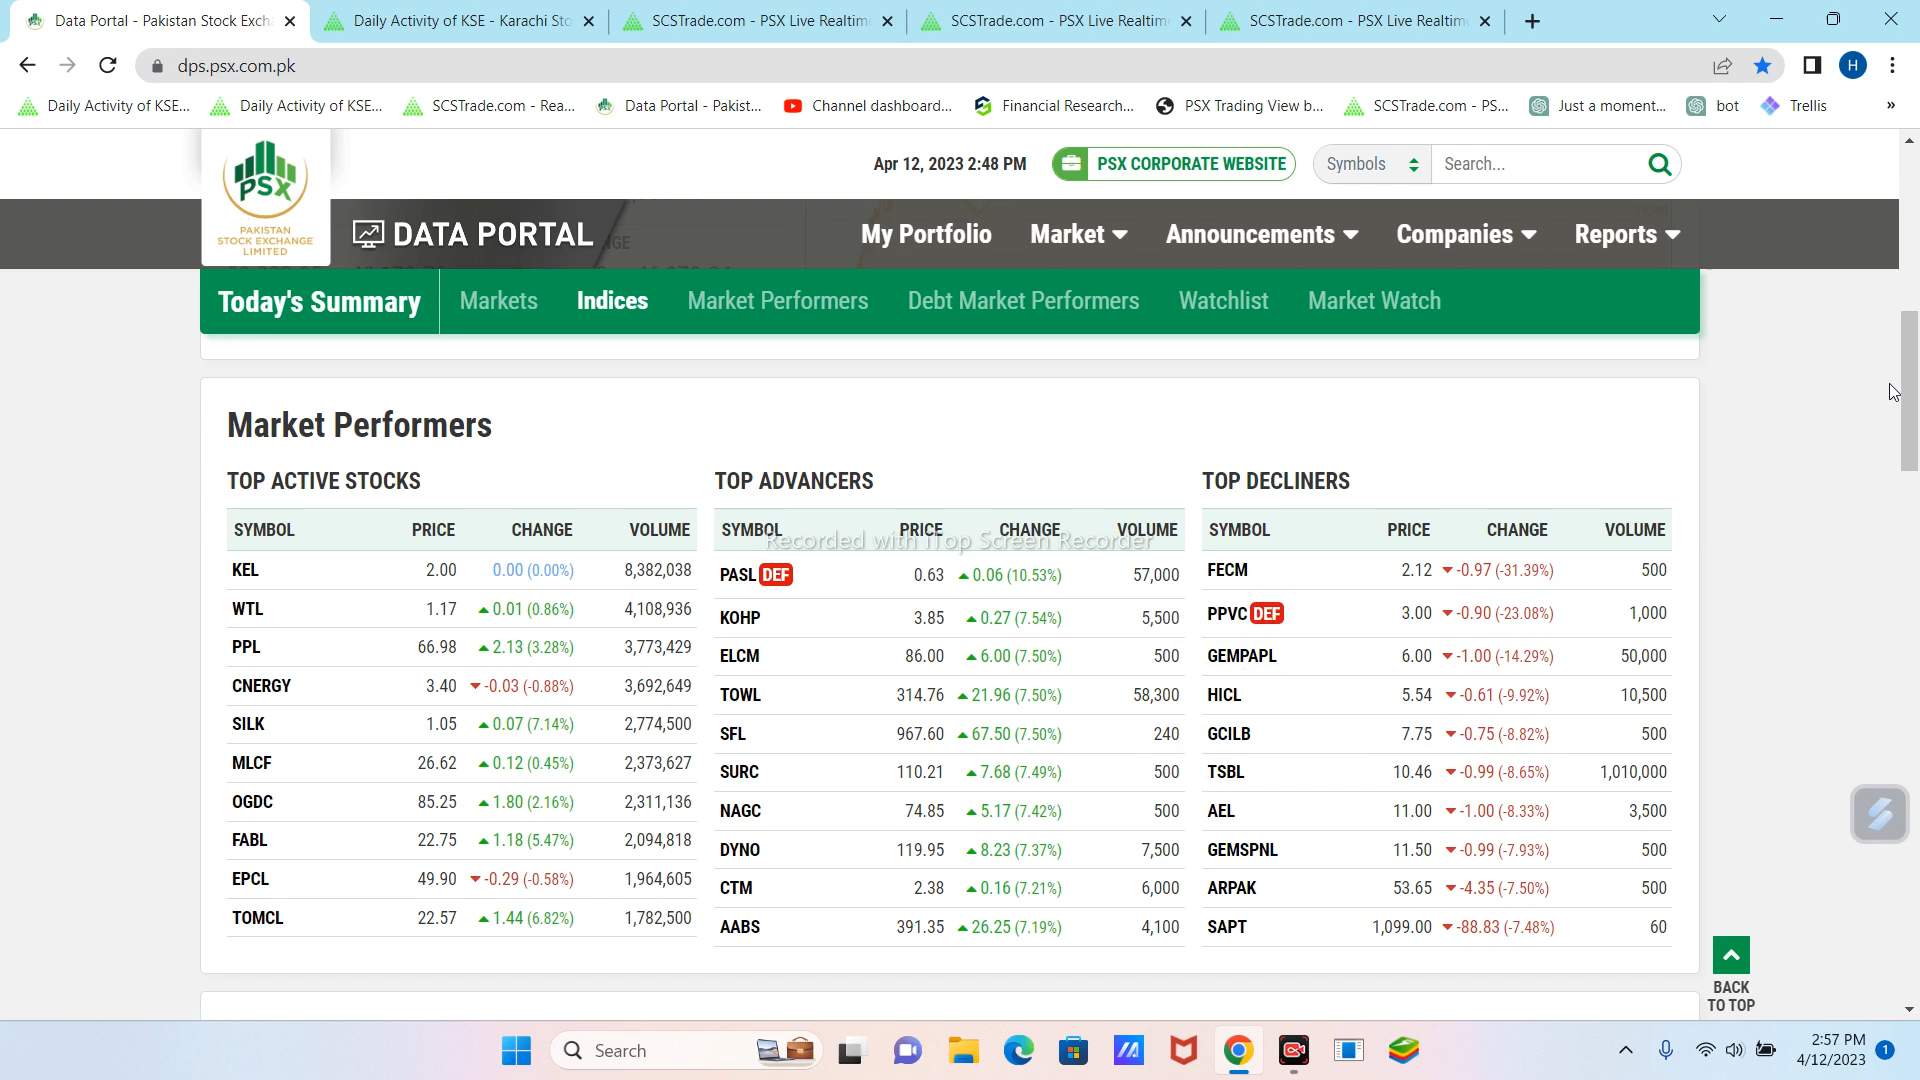 Data Portal - Pakistan Stock Exch
Daily Activity of KSE - Karachi Sto
SCSTrade.com - PSX Live Realtim
SCSTrade.com - PSX Live Realtim
SCSTrade.com - PSX Live Realtim
dps.psx.com.pk
H
Daily Activity of KSE...
Daily Activity of KSE...
SCSTrade.com - Rea...
Data Portal - Pakist...
Channel dashboard...
Financial Research...
PSX Trading View b...
SCSTrade.com - PS...
Just a moment...
bot
Trellis
»
PSX
PAKISTAN
STOCK EXCHANGE
LIMITED
Apr 12, 2023 2:48 PM
PSX CORPORATE WEBSITE
Symbols
Search...
DATA PORTAL
My Portfolio
Market
Announcements
Companies
Reports
Today's Summary
Markets
Indices
Market Performers
Debt Market Performers
Watchlist
Market Watch
Market Performers
TOP ACTIVE STOCKS
SYMBOL PRICE CHANGE VOLUME
KEL 2.00 0.00 (0.00%) 8,382,038
WTL 1.17 0.01 (0.86%) 4,108,936
PPL 66.98 2.13 (3.28%) 3,773,429
CNERGY 3.40 -0.03 (-0.88%) 3,692,649
SILK 1.05 0.07 (7.14%) 2,774,500
MLCF 26.62 0.12 (0.45%) 2,373,627
OGDC 85.25 1.80 (2.16%) 2,311,136
FABL 22.75 1.18 (5.47%) 2,094,818
EPCL 49.90 -0.29 (-0.58%) 1,964,605
TOMCL 22.57 1.44 (6.82%) 1,782,500
TOP ADVANCERS
SYMBOL PRICE CHANGE VOLUME
Recorded with iTop Screen Recorder
PASL DEF 0.63 0.06 (10.53%) 57,000
KOHP 3.85 0.27 (7.54%) 5,500
ELCM 86.00 6.00 (7.50%) 500
TOWL 314.76 21.96 (7.50%) 58,300
SFL 967.60 67.50 (7.50%) 240
SURC 110.21 7.68 (7.49%) 500
NAGC 74.85 5.17 (7.42%) 500
DYNO 119.95 8.23 (7.37%) 7,500
CTM 2.38 0.16 (7.21%) 6,000
AABS 391.35 26.25 (7.19%) 4,100
TOP DECLINERS
SYMBOL PRICE CHANGE VOLUME
FECM 2.12 -0.97 (-31.39%) 500
PPVC DEF 3.00 -0.90 (-23.08%) 1,000
GEMPAPL 6.00 -1.00 (-14.29%) 50,000
HICL 5.54 -0.61 (-9.92%) 10,500
GCILB 7.75 -0.75 (-8.82%) 500
TSBL 10.46 -0.99 (-8.65%) 1,010,000
AEL 11.00 -1.00 (-8.33%) 3,500
GEMSPNL 11.50 -0.99 (-7.93%) 500
ARPAK 53.65 -4.35 (-7.50%) 500
SAPT 1,099.00 -88.83 (-7.48%) 60
BACK
TO TOP
Search
2:57 PM
4/12/2023
1